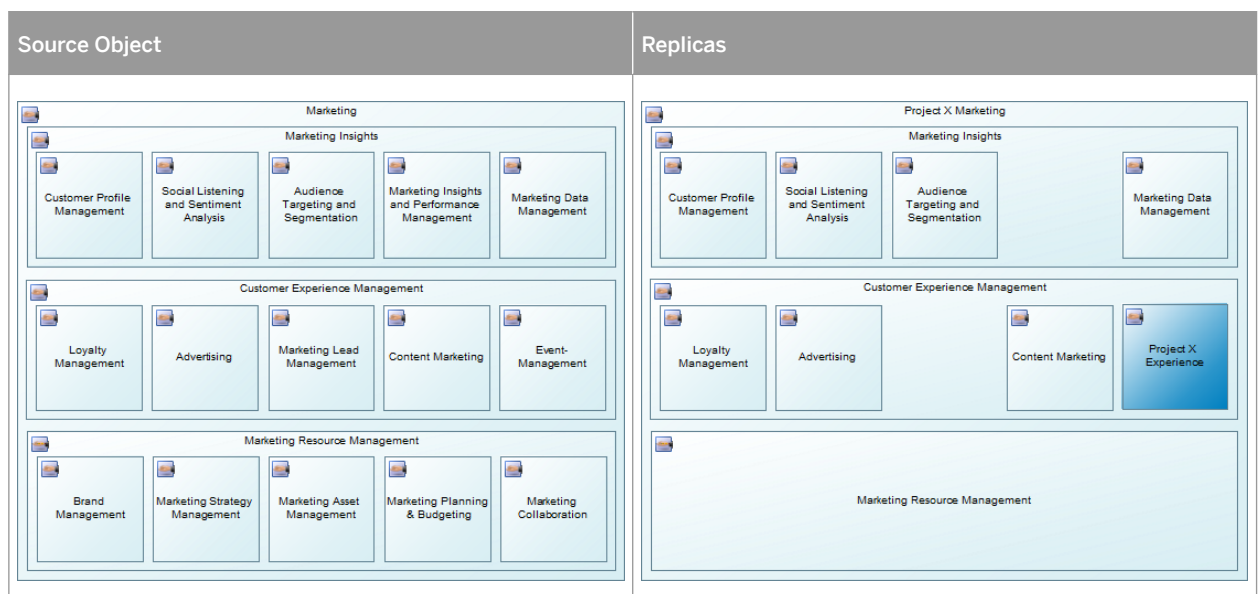 Source Object
Replicas
Marketing
Marketing Insights
Customer Profile
Management
Social Listening
and Sentiment
Analysis
Audience
Targeting and
Segmentation
Marketing Insights
and Performance
Management
Marketing Data
Management
Customer Experience Management
Loyalty
Management
Advertising
Marketing Lead
Management
Content Marketing
Event-
Management
Marketing Resource Management
Brand
Management
Marketing Strategy
Management
Marketing Asset
Management
Marketing Planning
& Budgeting
Marketing
Collaboration
Project X Marketing
Marketing Insights
Customer Profile
Management
Social Listening
and Sentiment
Analysis
Audience
Targeting and
Segmentation
Marketing Data
Management
Customer Experience Management
Loyalty
Management
Advertising
Content Marketing
Project X
Experience
Marketing Resource Management